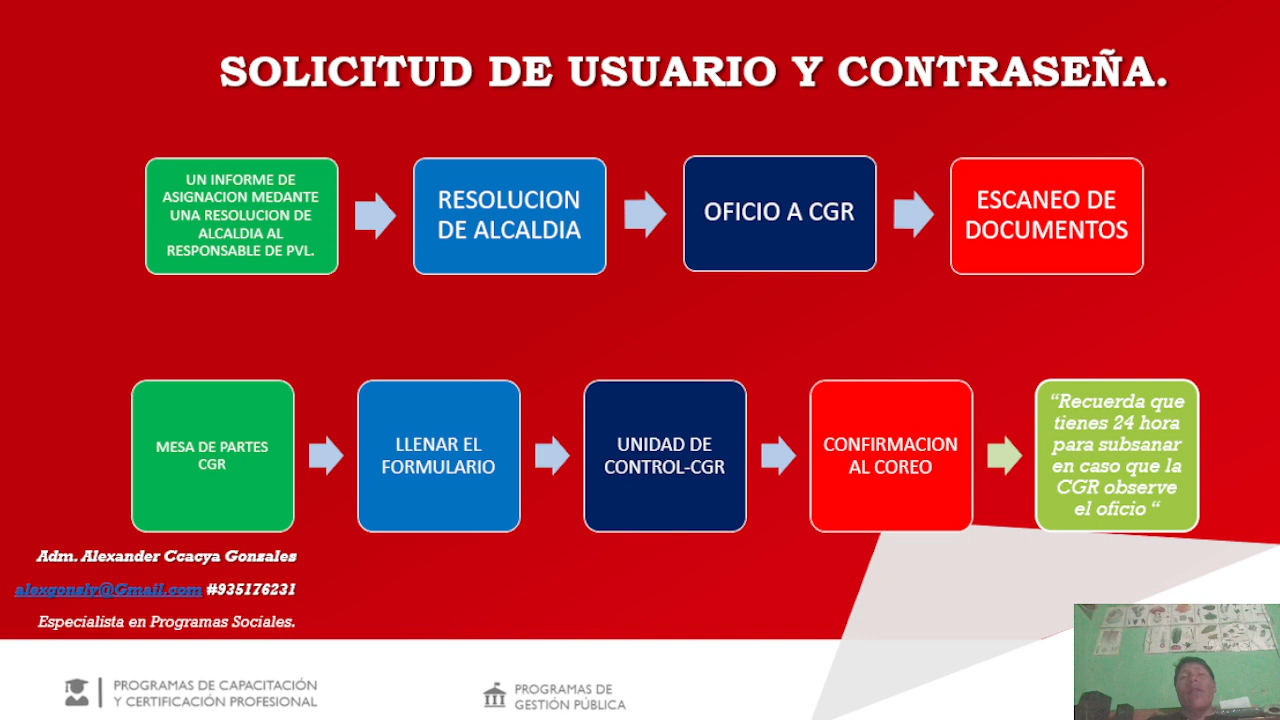 SOLICITUD DE USUARIO Y CONTRASEÑA.
UN INFORME DE
ASIGNACION MEDANTE
UNA RESOLUCION DE
ALCALDIA AL
RESPONSABLE DE PVL.
RESOLUCION
DE ALCALDIA
OFICIO A CGR
ESCANEO DE
DOCUMENTOS
MESA DE PARTES
CGR
LLENAR EL
FORMULARIO
UNIDAD DE
CONTROL-CGR
CONFIRMACION
AL COREO
“Recuerda que
tienes 24 hora
para subsanar
en caso que la
CGR observe
el oficio “
Adm. Alexander Ccacya Gonzales
alexgonsly@Gmail.com #935176231
Especialista en Programas Sociales.
PROGRAMAS DE CAPACITACIÓN
Y CERTIFICACIÓN PROFESIONAL
PROGRAMAS DE
GESTIÓN PÚBLICA